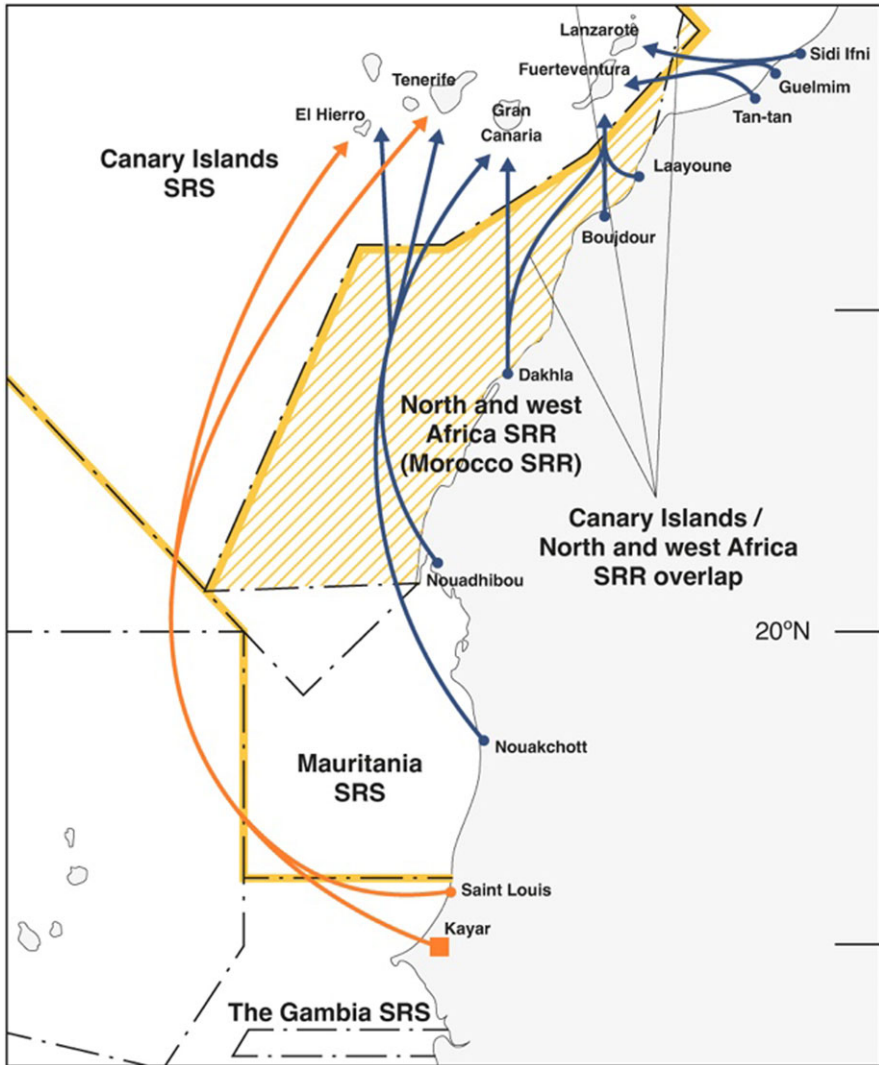 Lanzarote
Sidi Ifni
Fuerteventura
Guelmim
Tenerife
Tan-tan
El Hierro
Gran
Canaria
Canary Islands
SRS
Laayoune
Boujdour
Dakhla
North and west
Africa SRR
(Morocco SRR)
Canary Islands /
North and west Africa
SRR overlap
Nouadhibou
20ºN
Nouakchott
Mauritania
SRS
Saint Louis
Kayar
The Gambia SRS